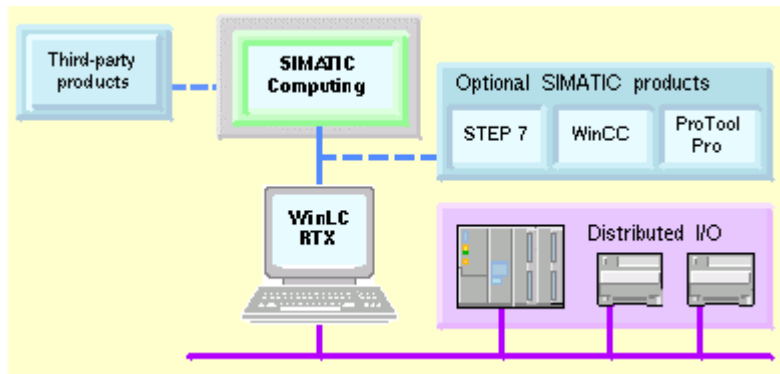 Third-party
products
SIMATIC
Computing
Optional SIMATIC products
STEP 7
WinCC
ProTool
Pro
WinLC
RTX
Distributed I/O